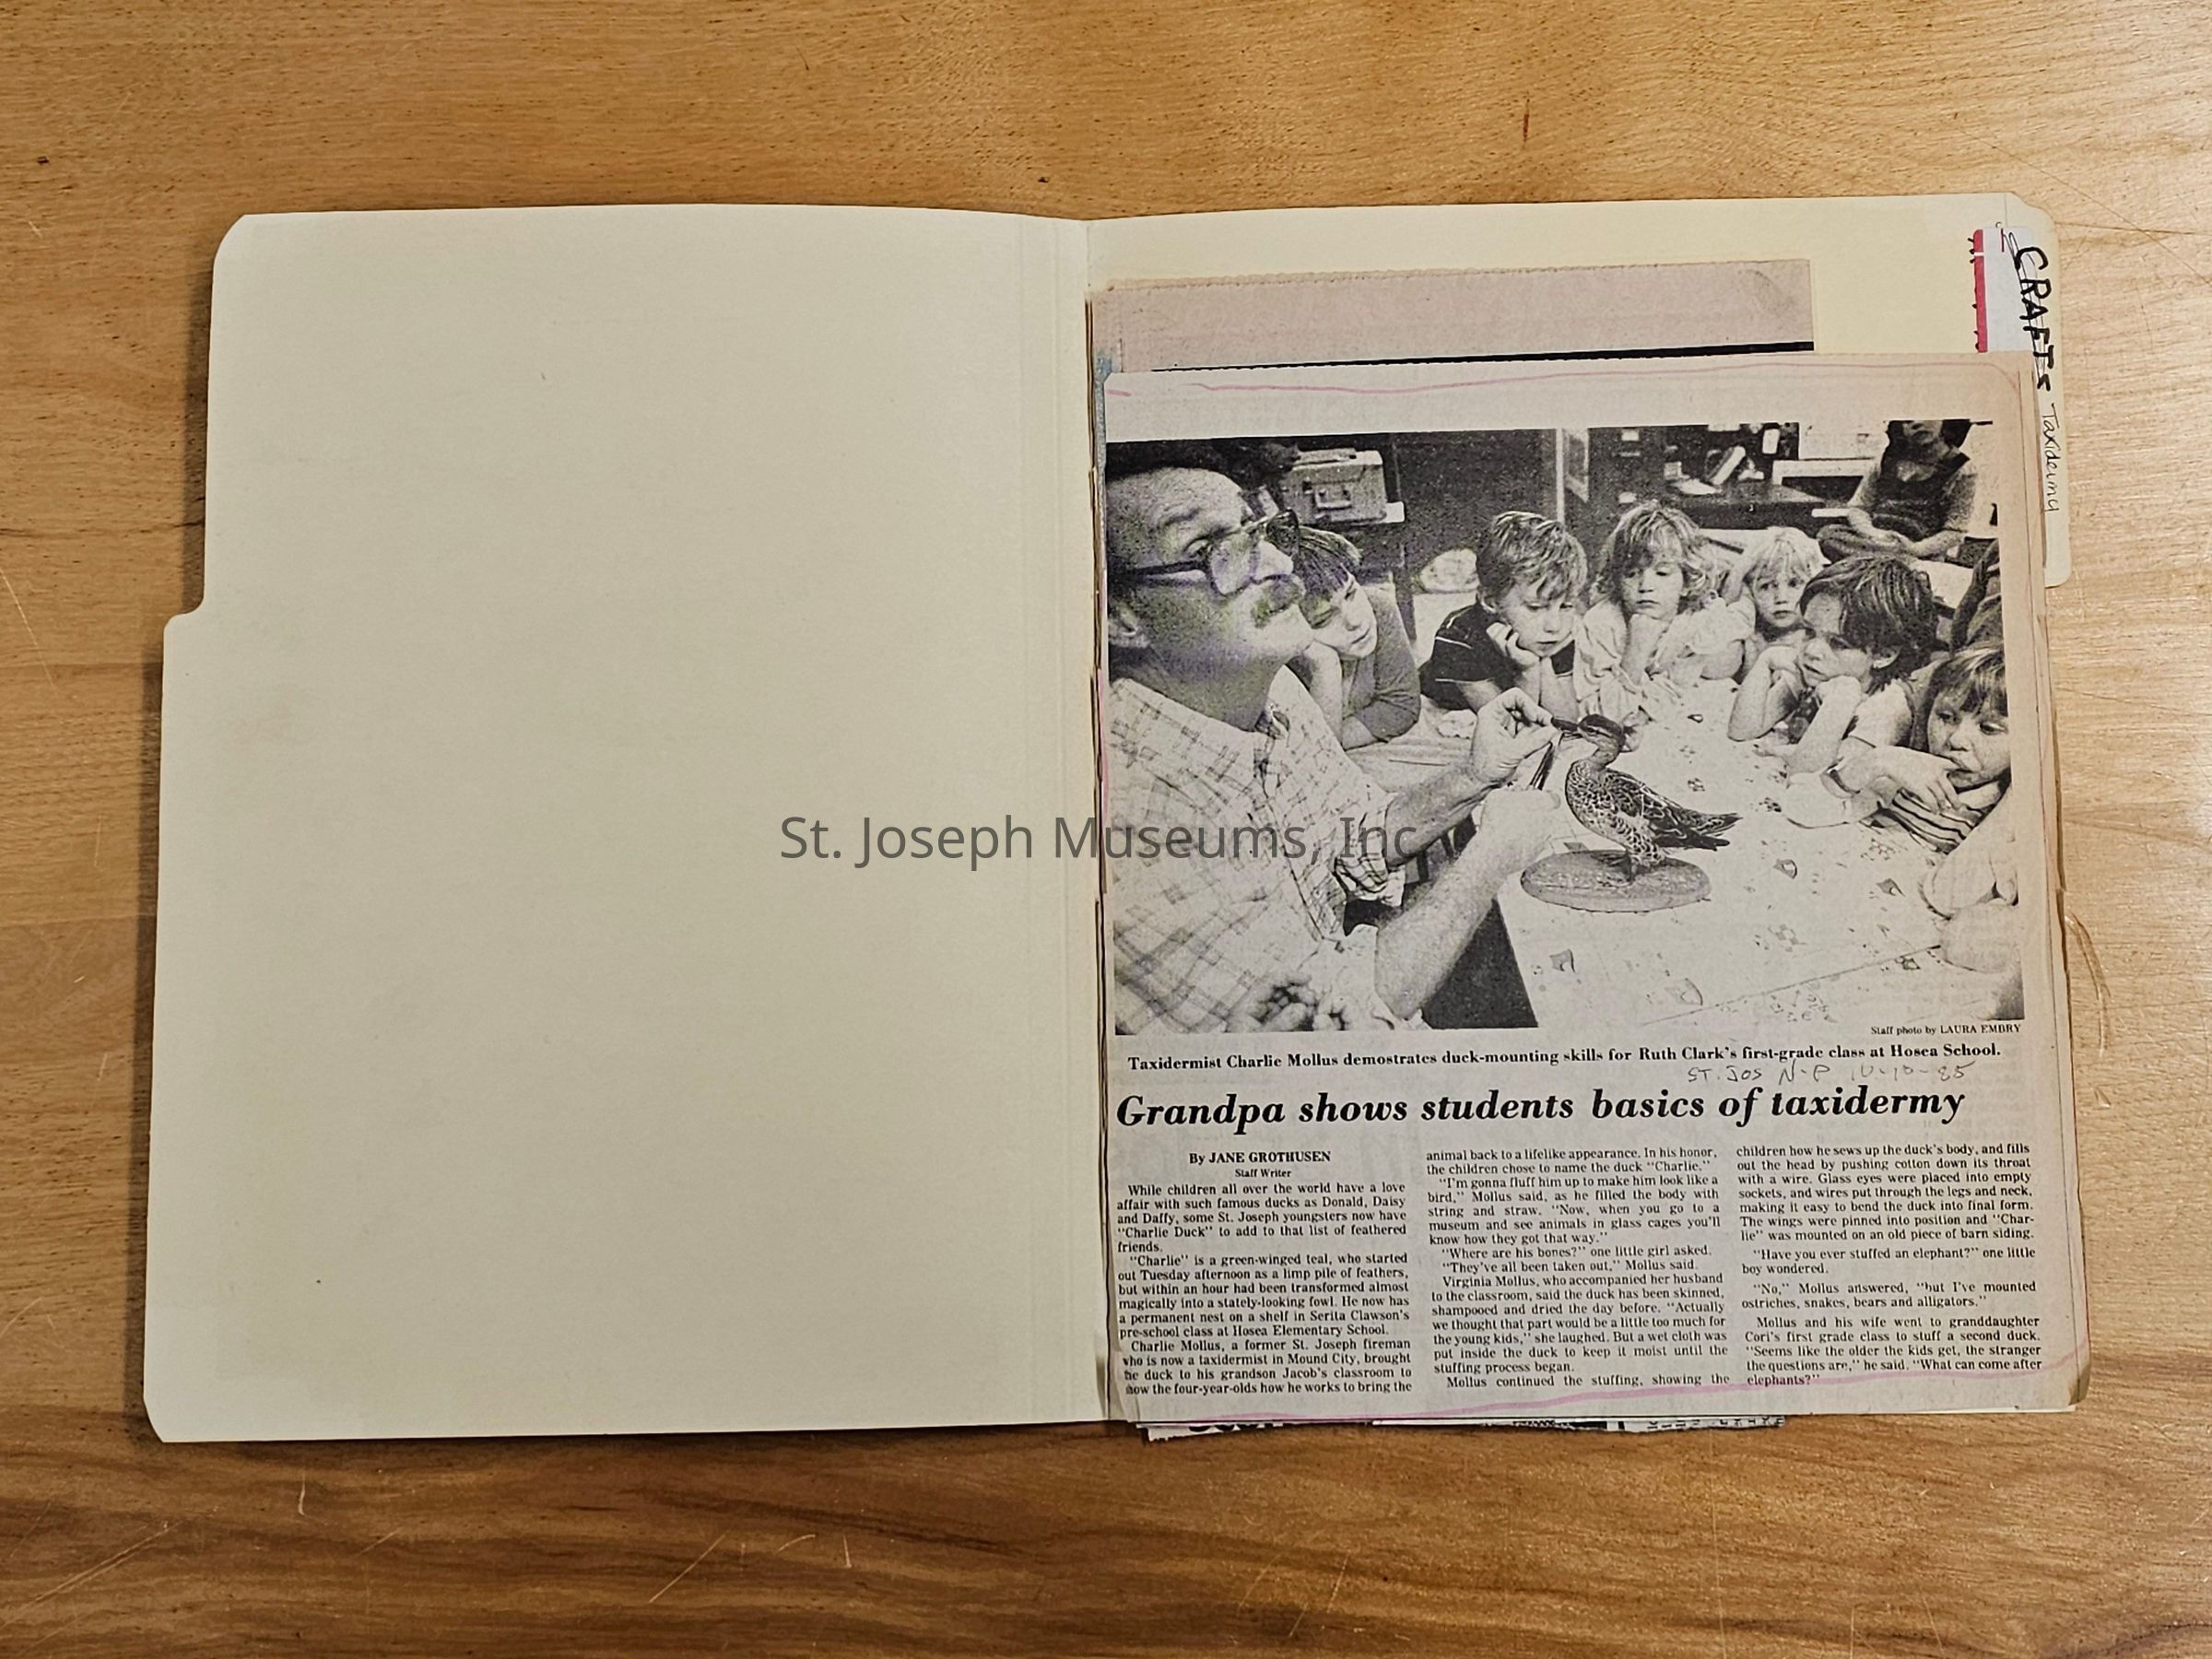 CRAFTS Taxidermy
St. Joseph Museums, Inc
Staff photo by LAURA EMBRY
Taxidermist Charlie Mollus demostrates duck-mounting skills for Ruth Clark's first-grade class at Hosea School.
ST. JOS N-P 10-10-85
Grandpa shows students basics of taxidermy
By JANE GROTHUSEN
Staff Writer
While children all over the world have a love
affair with such famous ducks as Donald, Daisy
and Daffy, some St. Joseph youngsters now have
"Charlie Duck" to add to that list of feathered
friends.
"Charlie" is a green-winged teal, who started
out Tuesday afternoon as a limp pile of feathers,
but within an hour had been transformed almost
magically into a stately-looking fowl. He now has
a permanent nest on a shelf in Serita Clawson's
pre-school class at Hosea Elementary School.
Charlie Mollus, a former St. Joseph fireman
who is now a taxidermist in Mound City, brought
he duck to his grandson Jacob's classroom to
how the four-year-olds how he works to bring the
animal back to a lifelike appearance. In his honor,
the children chose to name the duck "Charlie."
"I'm gonna fluff him up to make him look like a
bird," Mollus said, as he filled the body with
string and straw. "Now, when you go to a
museum and see animals in glass cages you'll
know how they got that way."
"Where are his bones?" one little girl asked.
"They've all been taken out," Mollus said.
Virginia Mollus, who accompanied her husband
to the classroom, said the duck has been skinned,
shampooed and dried the day before. "Actually
we thought that part would be a little too much for
the young kids," she laughed. But a wet cloth was
put inside the duck to keep it moist until the
stuffing process began.
Mollus continued the stuffing, showing the
children how he sews up the duck's body, and fills
out the head by pushing cotton down its throat
with a wire. Glass eyes were placed into empty
sockets, and wires put through the legs and neck,
making it easy to bend the duck into final form.
The wings were pinned into position and "Char-
lie" was mounted on an old piece of barn siding.
"Have you ever stuffed an elephant?" one little
boy wondered.
"No," Mollus answered, "but I've mounted
ostriches, snakes, bears and alligators."
Mollus and his wife went to granddaughter
Cori's first grade class to stuff a second duck.
"Seems like the older the kids get, the stranger
the questions are," he said. "What can come after
elephants?"